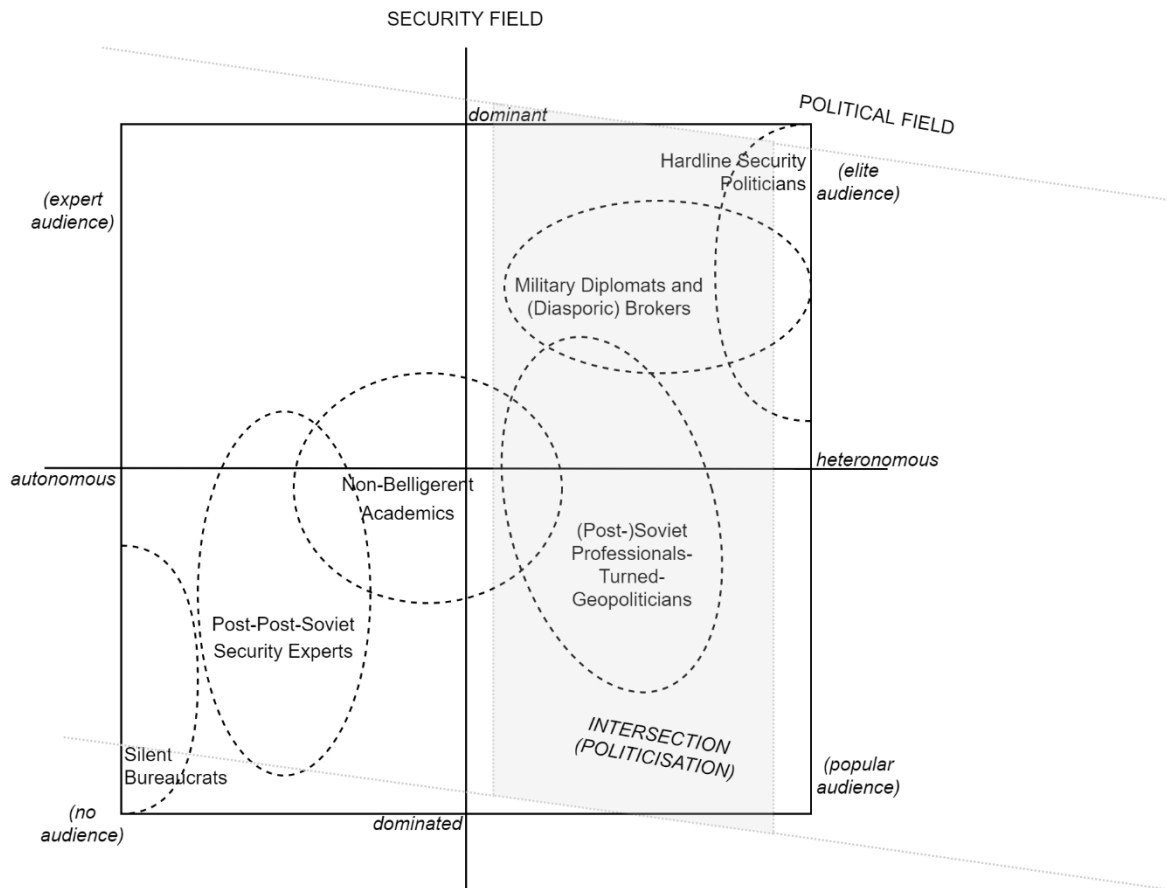 SECURITY FIELD
dominant
POLITICAL FIELD
Hardline Security
Politicians
(elite
audience)
(expert
audience)
Military Diplomats and
(Diasporic) Brokers
autonomous
heteronomous
Non-Belligerent
Academics
(Post-)Soviet
Professionals-
Turned-
Geopoliticians
Post-Post-Soviet
Security Experts
INTERSECTION
(POLITICISATION)
Silent
Bureaucrats
(popular
audience)
(no
audience)
dominated